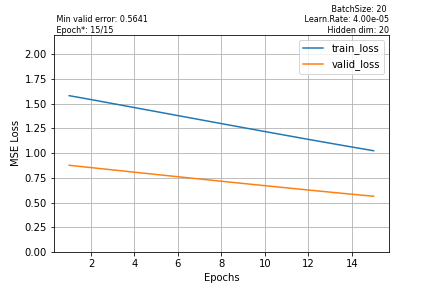 BatchSize: 20
Min valid error: 0.5641
Learn.Rate: 4.00e-05
Epoch*: 15/15
Hidden dim: 20
train_loss
valid_loss
2.00
1.75
1.50
1.25
1.00
0.75
0.50
0.25
0.00
MSE Loss
2 4 6 8 10 12 14
Epochs